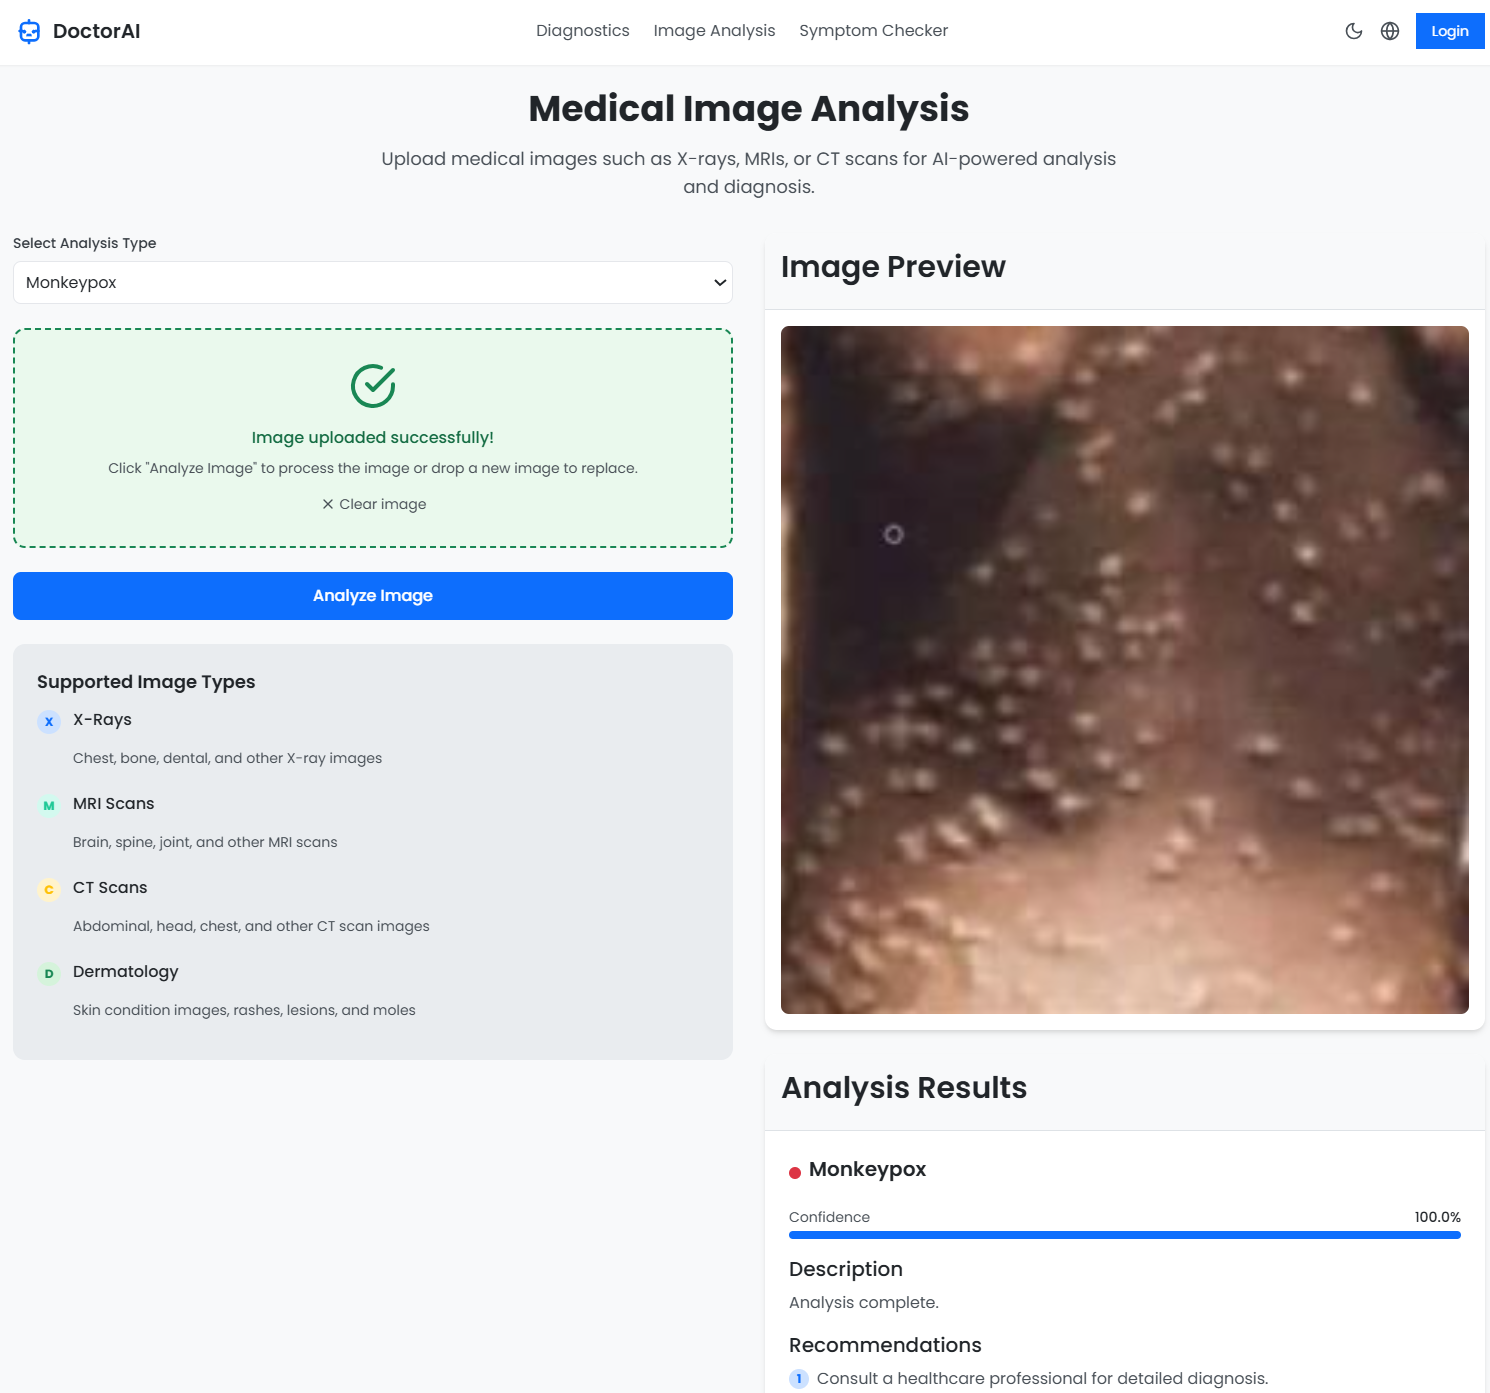 DoctorAI
Diagnostics
Image Analysis
Symptom Checker
Login
Medical Image Analysis
Upload medical images such as X-rays, MRIs, or CT scans for AI-powered analysis
and diagnosis.
Select Analysis Type
Monkeypox
Image uploaded successfully!
Click "Analyze Image" to process the image or drop a new image to replace.
Clear image
Analyze Image
Supported Image Types
X
X-Rays
Chest, bone, dental, and other X-ray images
M
MRI Scans
Brain, spine, joint, and other MRI scans
C
CT Scans
Abdominal, head, chest, and other CT scan images
D
Dermatology
Skin condition images, rashes, lesions, and moles
Image Preview
Analysis Results
Monkeypox
Confidence
100.0%
Description
Analysis complete.
Recommendations
1
Consult a healthcare professional for detailed diagnosis.